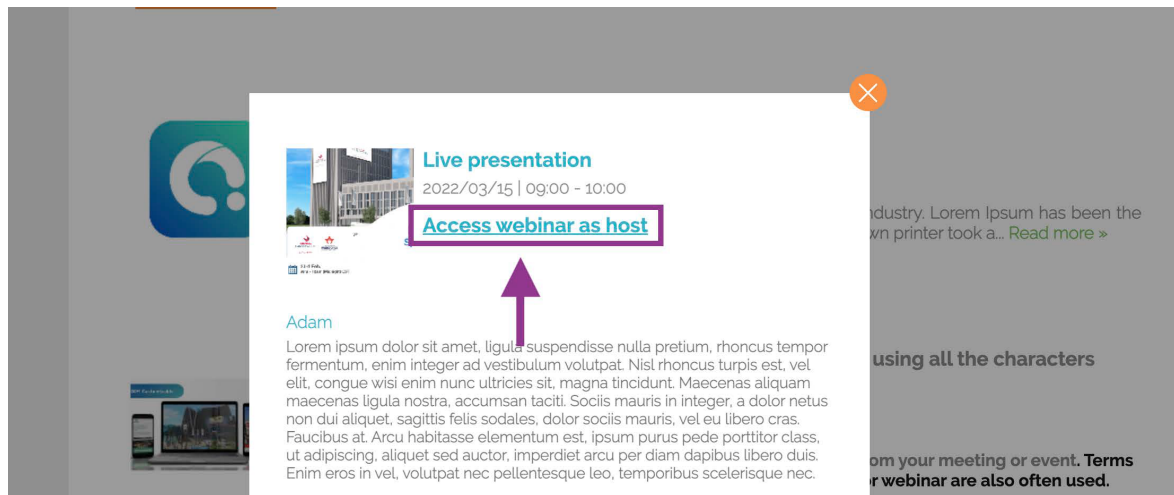 Live presentation
2022/03/15 | 09:00 - 10:00
Access webinar as host
Adam
Lorem ipsum dolor sit amet, ligula suspendisse nulla pretium, rhoncus tempor
fermentum, enim integer ad vestibulum volutpat. Nisl rhoncus turpis est, vel
elit, congue wisi enim nunc ultricies sit, magna tincidunt. Maecenas aliquam
maecenas ligula nostra, accumsan taciti. Sociis mauris in integer, a dolor netus
non dui aliquet, sagittis felis sodales, dolor sociis mauris, vel eu libero cras.
Faucibus at. Arcu habitasse elementum est, ipsum purus pede porttitor class,
ut adipiscing, aliquet sed auctor, imperdiet arcu per diam dapibus libero duis.
Enim eros in vel, volutpat nec pellentesque leo, temporibus scelerisque nec.
ndustry. Lorem Ipsum has been the
wn printer took a... Read more »
using all the characters
om your meeting or event. Terms
or webinar are also often used.